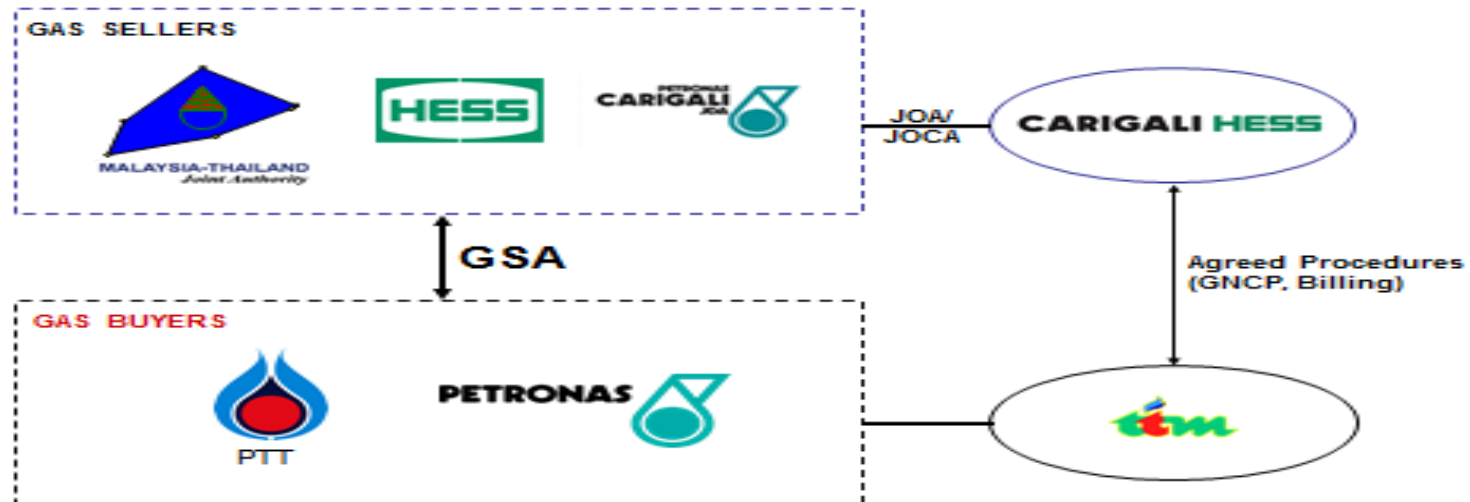 GAS SELLERS
MALAYSIA-THAILAND
Joint Authority
HESS
PETRONAS
CARIGALI
JOA
JOA/
JOCA
CARIGALI HESS
GSA
Agreed Procedures
(GNCP, Billing)
GAS BUYERS
PTT
PETRONAS
ttm